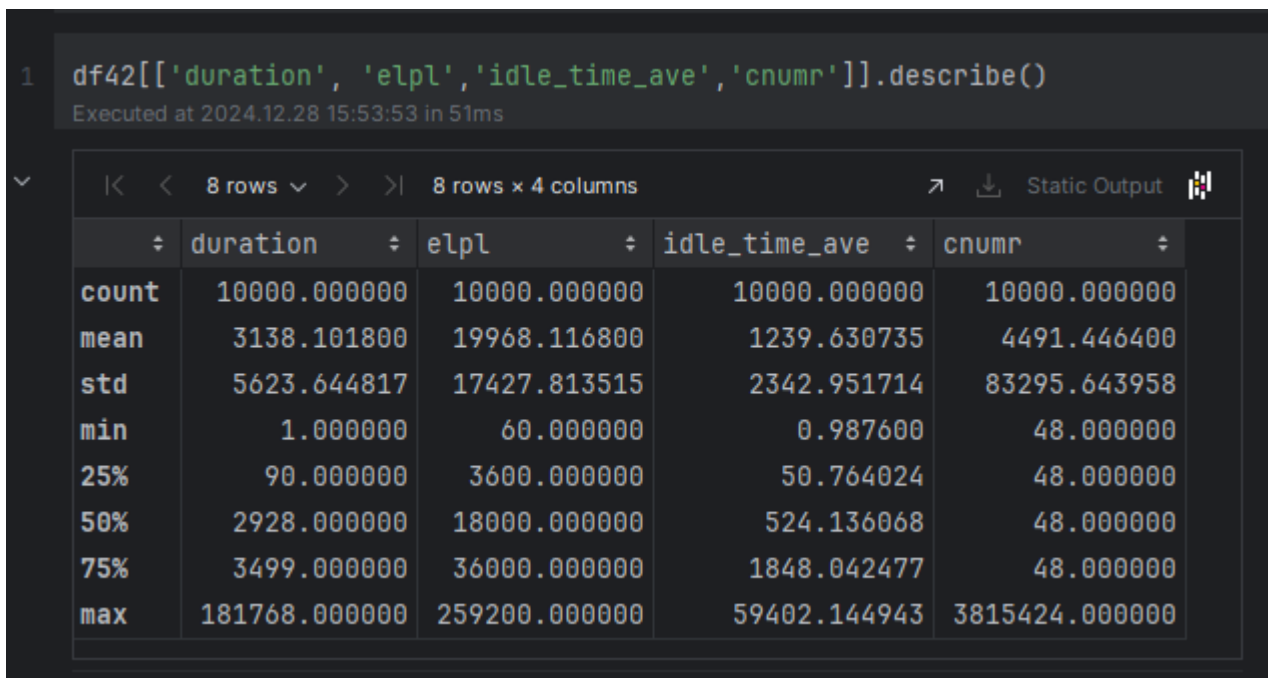 1 df42[['duration', 'elpl','idle_time_ave','cnumr']].describe()
Executed at 2024.12.28 15:53:53 in 51ms
8 rows 8 rows × 4 columns Static Output
duration elpl idle_time_ave cnumr
count 10000.000000 10000.000000 10000.000000 10000.000000
mean 3138.101800 19968.116800 1239.630735 4491.446400
std 5623.644817 17427.813515 2342.951714 83295.643958
min 1.000000 60.000000 0.987600 48.000000
25% 90.000000 3600.000000 50.764024 48.000000
50% 2928.000000 18000.000000 524.136068 48.000000
75% 3499.000000 36000.000000 1848.042477 48.000000
max 181768.000000 259200.000000 59402.144943 3815424.000000